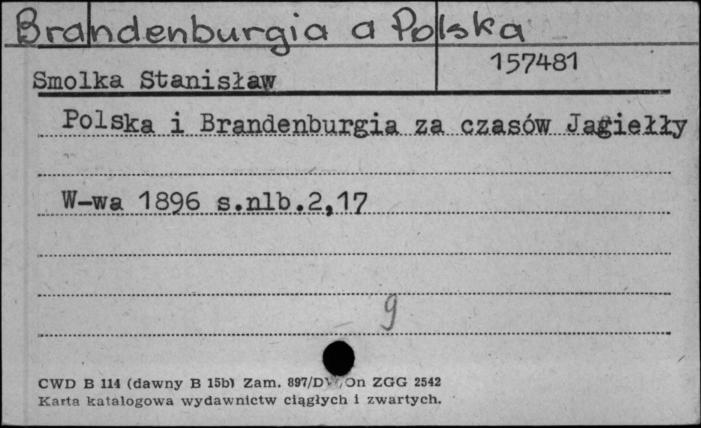 Brandenburgia a Polska
157481
Smolka Stanisław
Polska i Brandenburgia za czasów Jagiełły
W-wa 1896 s.nlb.2,17
9
CWD B 114 (dawny B 15b) Zam. 897/DW/On ZGG 2542
Karta katalogowa wydawnictw ciągłych i zwartych.